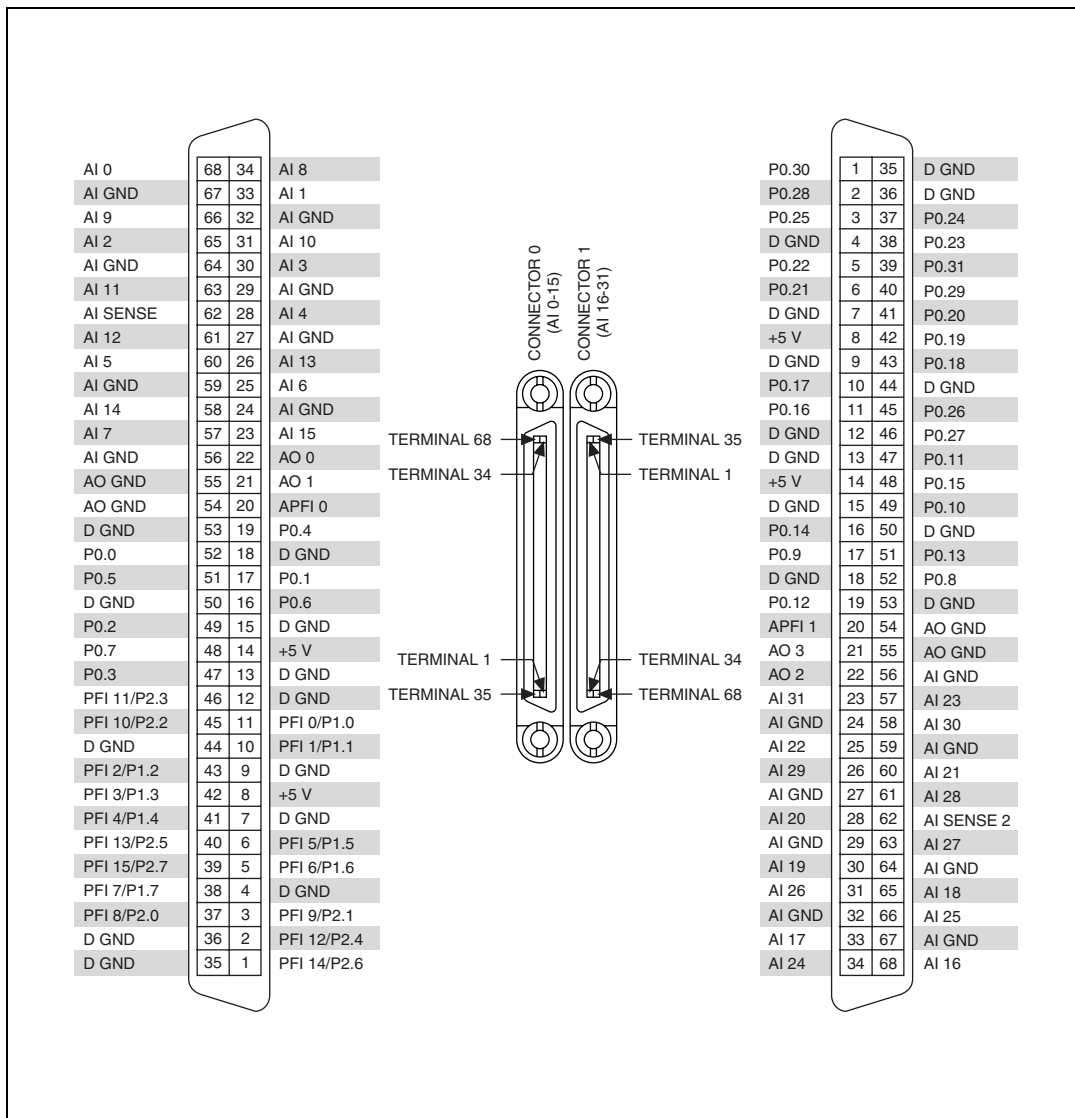 AI 0 68 34 AI 8
AI GND 67 33 AI 1
AI 9 66 32 AI GND
AI 2 65 31 AI 10
AI GND 64 30 AI 3
AI 11 63 29 AI GND
AI SENSE 62 28 AI 4
AI 12 61 27 AI GND
AI 5 60 26 AI 13
AI GND 59 25 AI 6
AI 14 58 24 AI GND
AI 7 57 23 AI 15
AI GND 56 22 AO 0
AO GND 55 21 AO 1
AO GND 54 20 APFI 0
D GND 53 19 P0.4
P0.0 52 18 D GND
P0.5 51 17 P0.1
D GND 50 16 P0.6
P0.2 49 15 D GND
P0.7 48 14 +5 V
P0.3 47 13 D GND
PFI 11/P2.3 46 12 D GND
PFI 10/P2.2 45 11 PFI 0/P1.0
D GND 44 10 PFI 1/P1.1
PFI 2/P1.2 43 9 D GND
PFI 3/P1.3 42 8 +5 V
PFI 4/P1.4 41 7 D GND
PFI 13/P2.5 40 6 PFI 5/P1.5
PFI 15/P2.7 39 5 PFI 6/P1.6
PFI 7/P1.7 38 4 D GND
PFI 8/P2.0 37 3 PFI 9/P2.1
D GND 36 2 PFI 12/P2.4
D GND 35 1 PFI 14/P2.6
CONNECTOR 0
(AI 0-15)
CONNECTOR 1
(AI 16-31)
TERMINAL 68
TERMINAL 34
TERMINAL 35
TERMINAL 1
TERMINAL 1
TERMINAL 35
TERMINAL 34
TERMINAL 68
P0.30 1 35 D GND
P0.28 2 36 D GND
P0.25 3 37 P0.24
D GND 4 38 P0.23
P0.22 5 39 P0.31
P0.21 6 40 P0.29
D GND 7 41 P0.20
+5 V 8 42 P0.19
D GND 9 43 P0.18
P0.17 10 44 D GND
P0.16 11 45 P0.26
D GND 12 46 P0.27
D GND 13 47 P0.11
+5 V 14 48 P0.15
D GND 15 49 P0.10
P0.14 16 50 D GND
P0.9 17 51 P0.13
D GND 18 52 P0.8
P0.12 19 53 D GND
APFI 1 20 54 AO GND
AO 3 21 55 AO GND
AO 2 22 56 AI GND
AI 31 23 57 AI 23
AI GND 24 58 AI 30
AI 22 25 59 AI GND
AI 29 26 60 AI 21
AI GND 27 61 AI 28
AI 20 28 62 AI SENSE 2
AI GND 29 63 AI 27
AI 19 30 64 AI GND
AI 26 31 65 AI 18
AI GND 32 66 AI 25
AI 17 33 67 AI GND
AI 24 34 68 AI 16